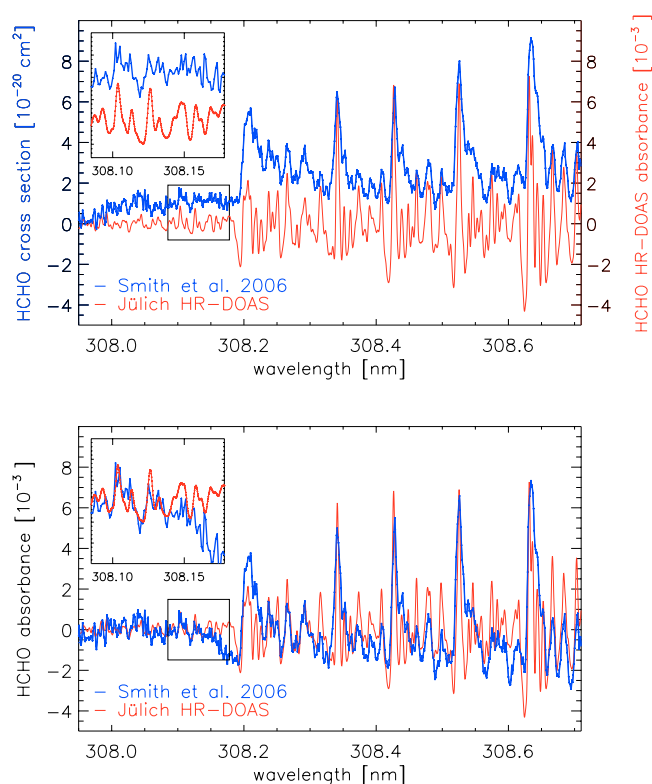 HCHO cross section [10⁻²⁰ cm²]
8
6
4
2
0
−2
−4
308.10 308.15
− Smith et al. 2006
− Jülich HR−DOAS
8
6
4
2
0
−2
−4
HCHO HR−DOAS absorbance [10⁻³]
308.0 308.2 308.4 308.6
wavelength [nm]
HCHO absorbance [10⁻³]
8
6
4
2
0
−2
−4
308.10 308.15
− Smith et al. 2006
− Jülich HR−DOAS
308.0 308.2 308.4 308.6
wavelength [nm]